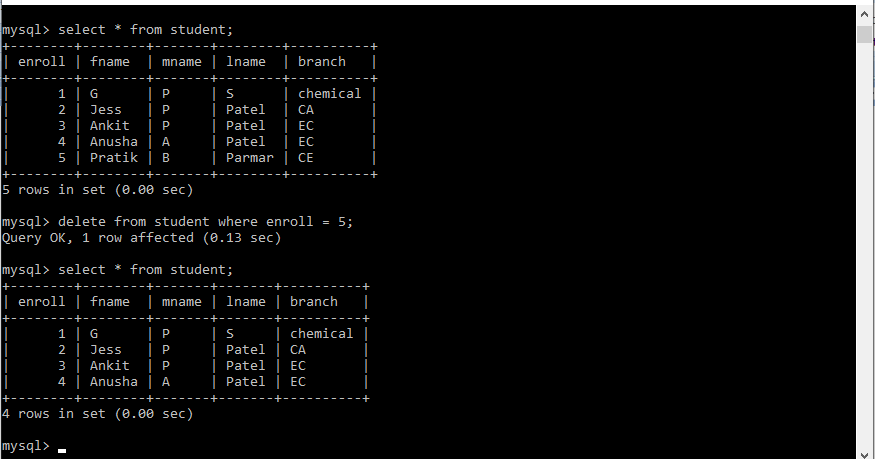 mysql> select * from student;
+--------+--------+-------+--------+----------+
| enroll | fname  | mname | lname  | branch   |
+--------+--------+-------+--------+----------+
|      1 | G      | P     | S      | chemical |
|      2 | Jess   | P     | Patel  | CA       |
|      3 | Ankit  | P     | Patel  | EC       |
|      4 | Anusha | A     | Patel  | EC       |
|      5 | Pratik | B     | Parmar | CE       |
+--------+--------+-------+--------+----------+
5 rows in set (0.00 sec)

mysql> delete from student where enroll = 5;
Query OK, 1 row affected (0.13 sec)

mysql> select * from student;
+--------+--------+-------+-------+----------+
| enroll | fname  | mname | lname | branch   |
+--------+--------+-------+-------+----------+
|      1 | G      | P     | S     | chemical |
|      2 | Jess   | P     | Patel | CA       |
|      3 | Ankit  | P     | Patel | EC       |
|      4 | Anusha | A     | Patel | EC       |
+--------+--------+-------+-------+----------+
4 rows in set (0.00 sec)

mysql> _